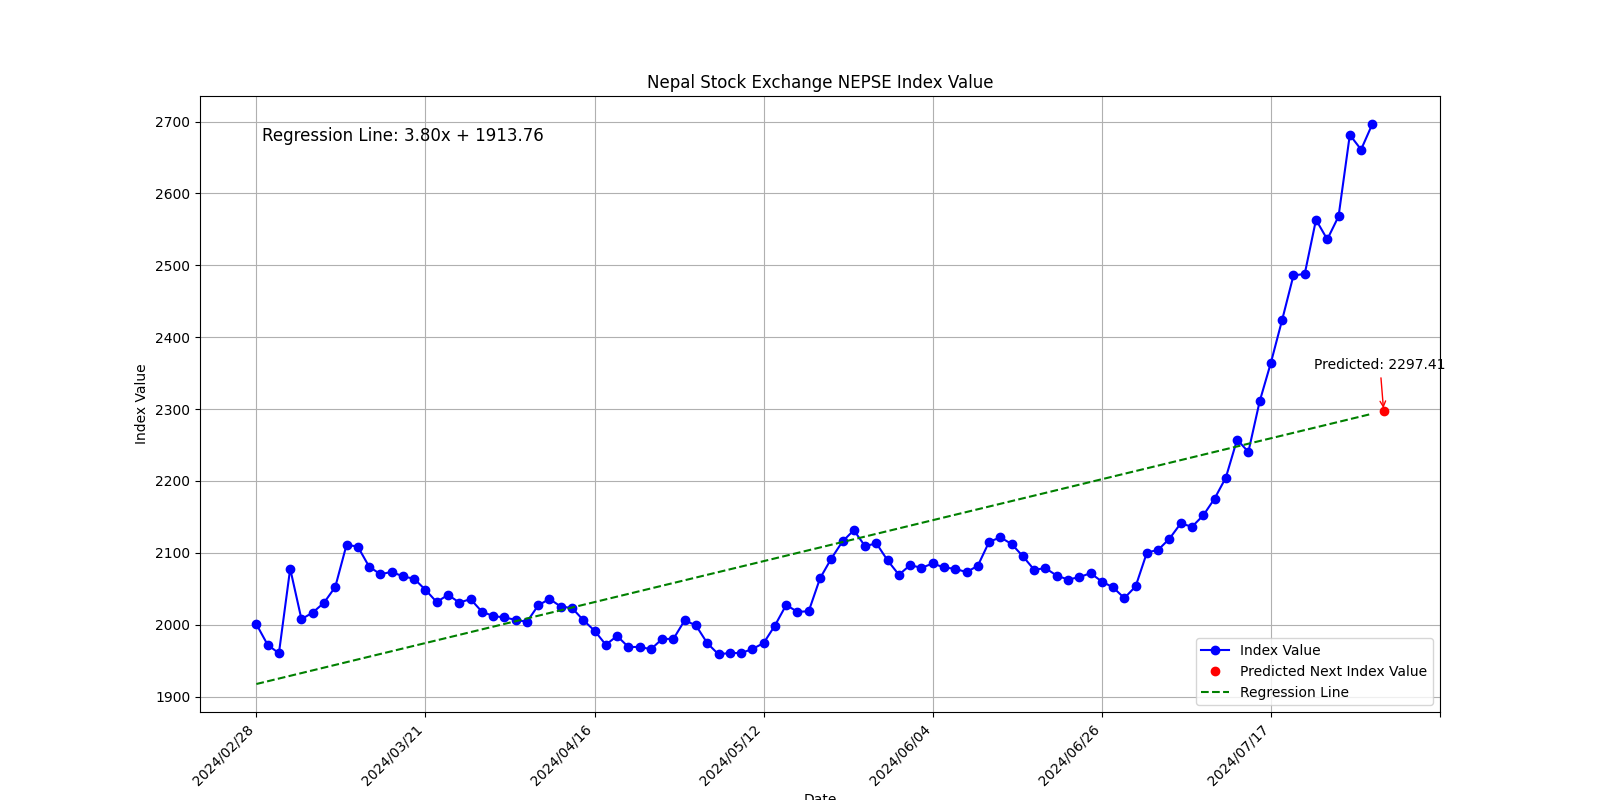 Nepal Stock Exchange NEPSE Index Value
Regression Line: 3.80x + 1913.76
2700
2600
2500
2400
2300
2200
2100
2000
1900
Index Value
Predicted: 2297.41
Index Value
Predicted Next Index Value
Regression Line
2024/02/28
2024/03/21
2024/04/16
2024/05/12
2024/06/04
2024/06/26
2024/07/17
Date